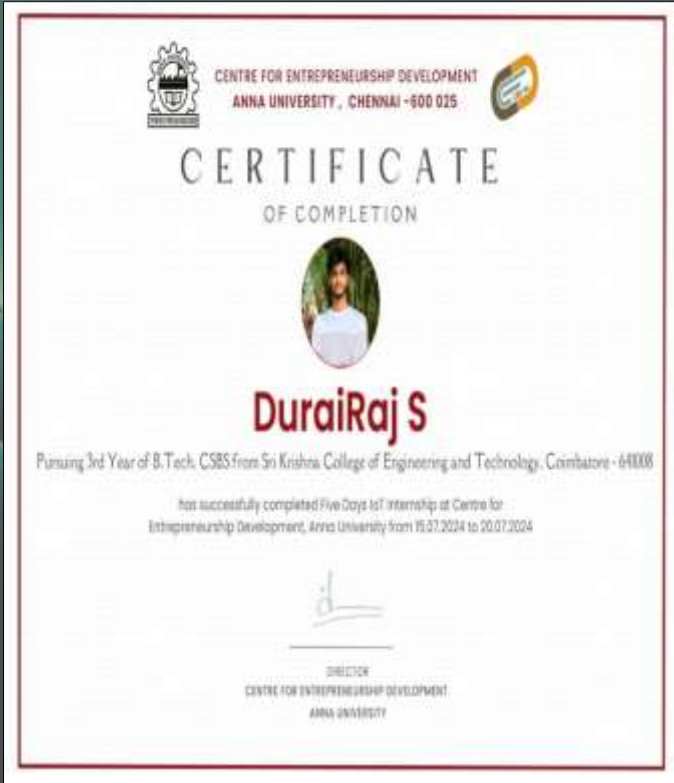 CENTRE FOR ENTREPRENEURSHIP DEVELOPMENT
ANNA UNIVERSITY , CHENNAI -600 025
CERTIFICATE
OF COMPLETION
DuraiRaj S
Pursuing 3rd Year of B.Tech. CSBS from Sri Krishna College of Engineering and Technology, Coimbatore - 641008
has successfully completed Five Days IoT Internship at Centre for
Entrepreneurship Development, Anna University from 15.07.2024 to 20.07.2024
DIRECTOR
CENTRE FOR ENTREPRENEURSHIP DEVELOPMENT
ANNA UNIVERSITY